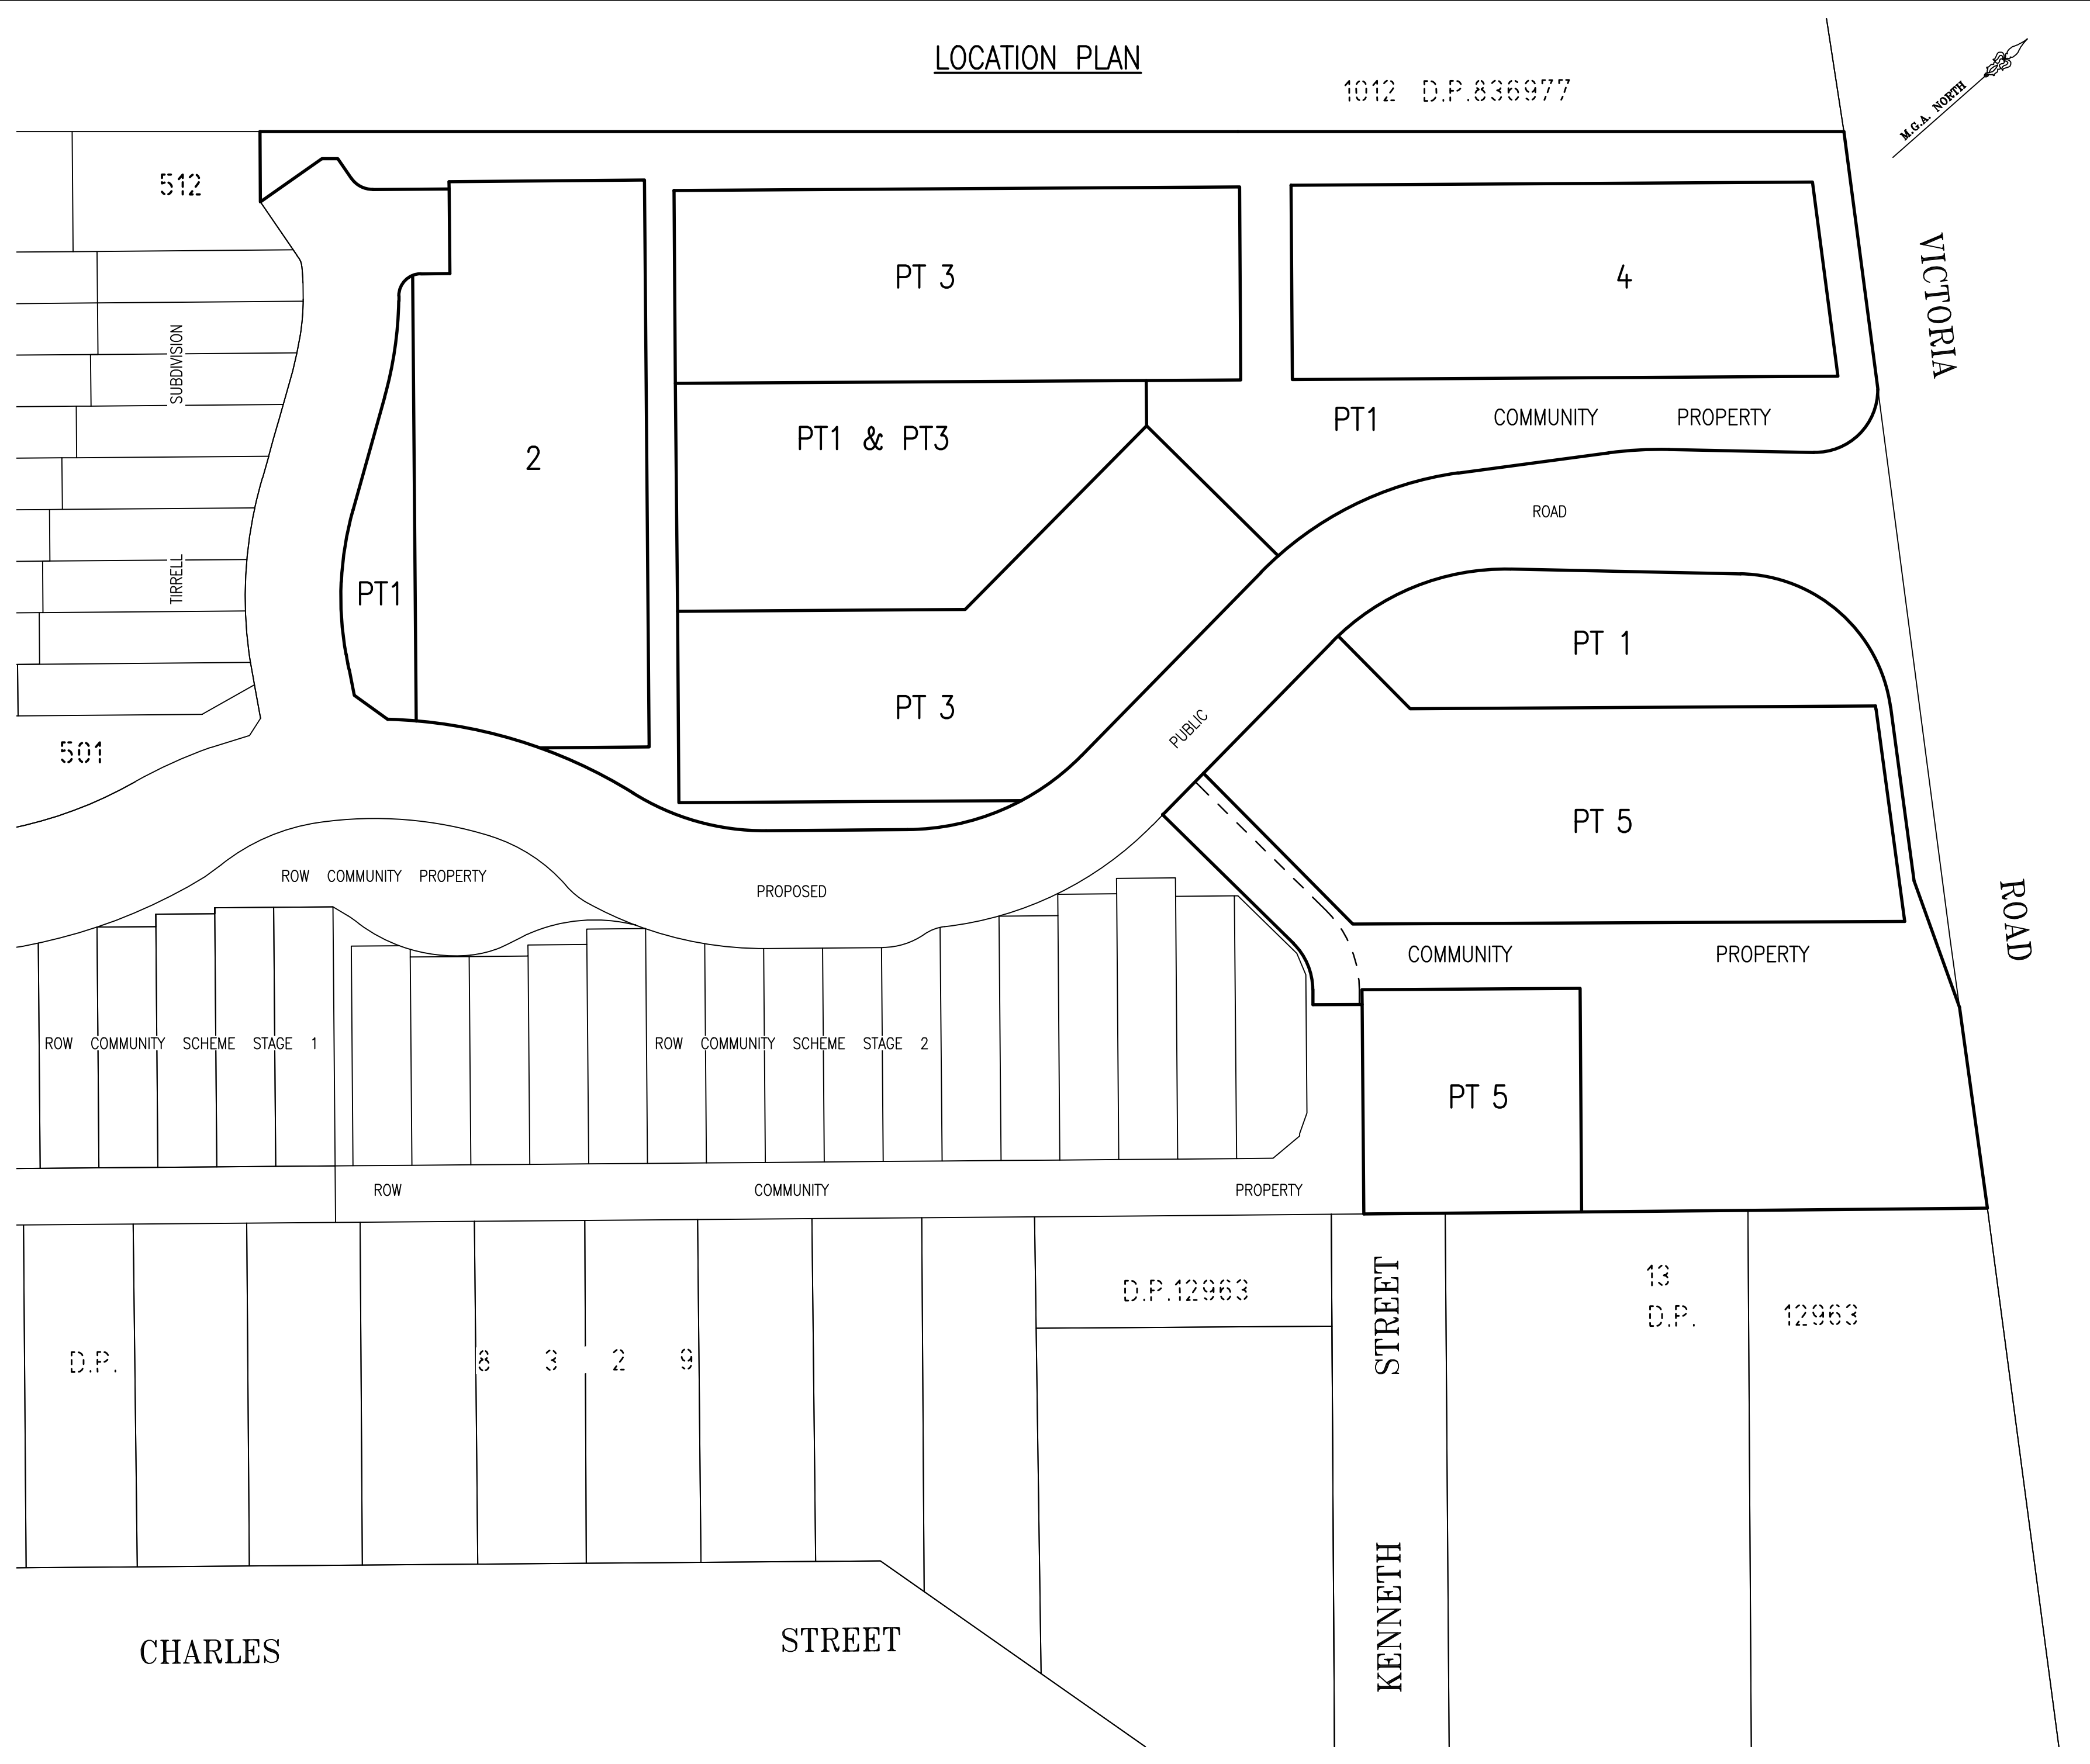 LOCATION PLAN
1012 D.P.836977
M.G.A. NORTH
512
PT 3
4
VICTORIA
SUBDIVISION
PT1 & PT3
PT1 COMMUNITY PROPERTY
2
ROAD
TIRRELL
PT1
PT 1
PT 3
PUBLIC
501
PT 5
ROW COMMUNITY PROPERTY
PROPOSED
ROAD
COMMUNITY PROPERTY
ROW COMMUNITY SCHEME STAGE 1
ROW COMMUNITY SCHEME STAGE 2
PT 5
ROW COMMUNITY PROPERTY
D.P.12963
STREET
13
D.P. 12963
D.P. 8 3 2 9
KENNETH
CHARLES STREET